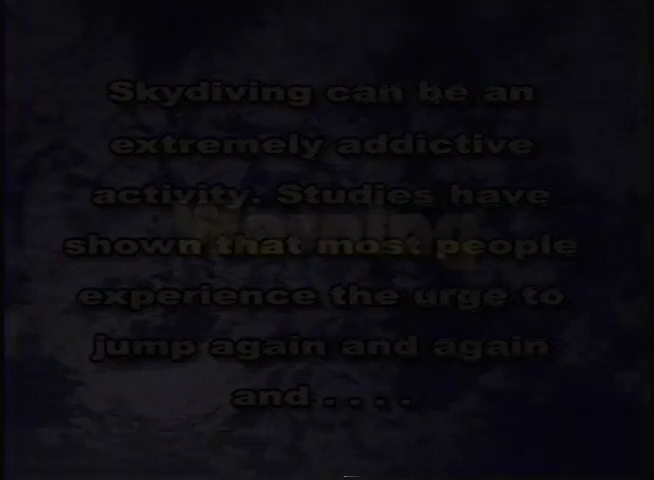 Skydiving can be an
extremely addictive
activity. Studies have
shown that most people
experience the urge to
jump again and again
and . . . .
Warning